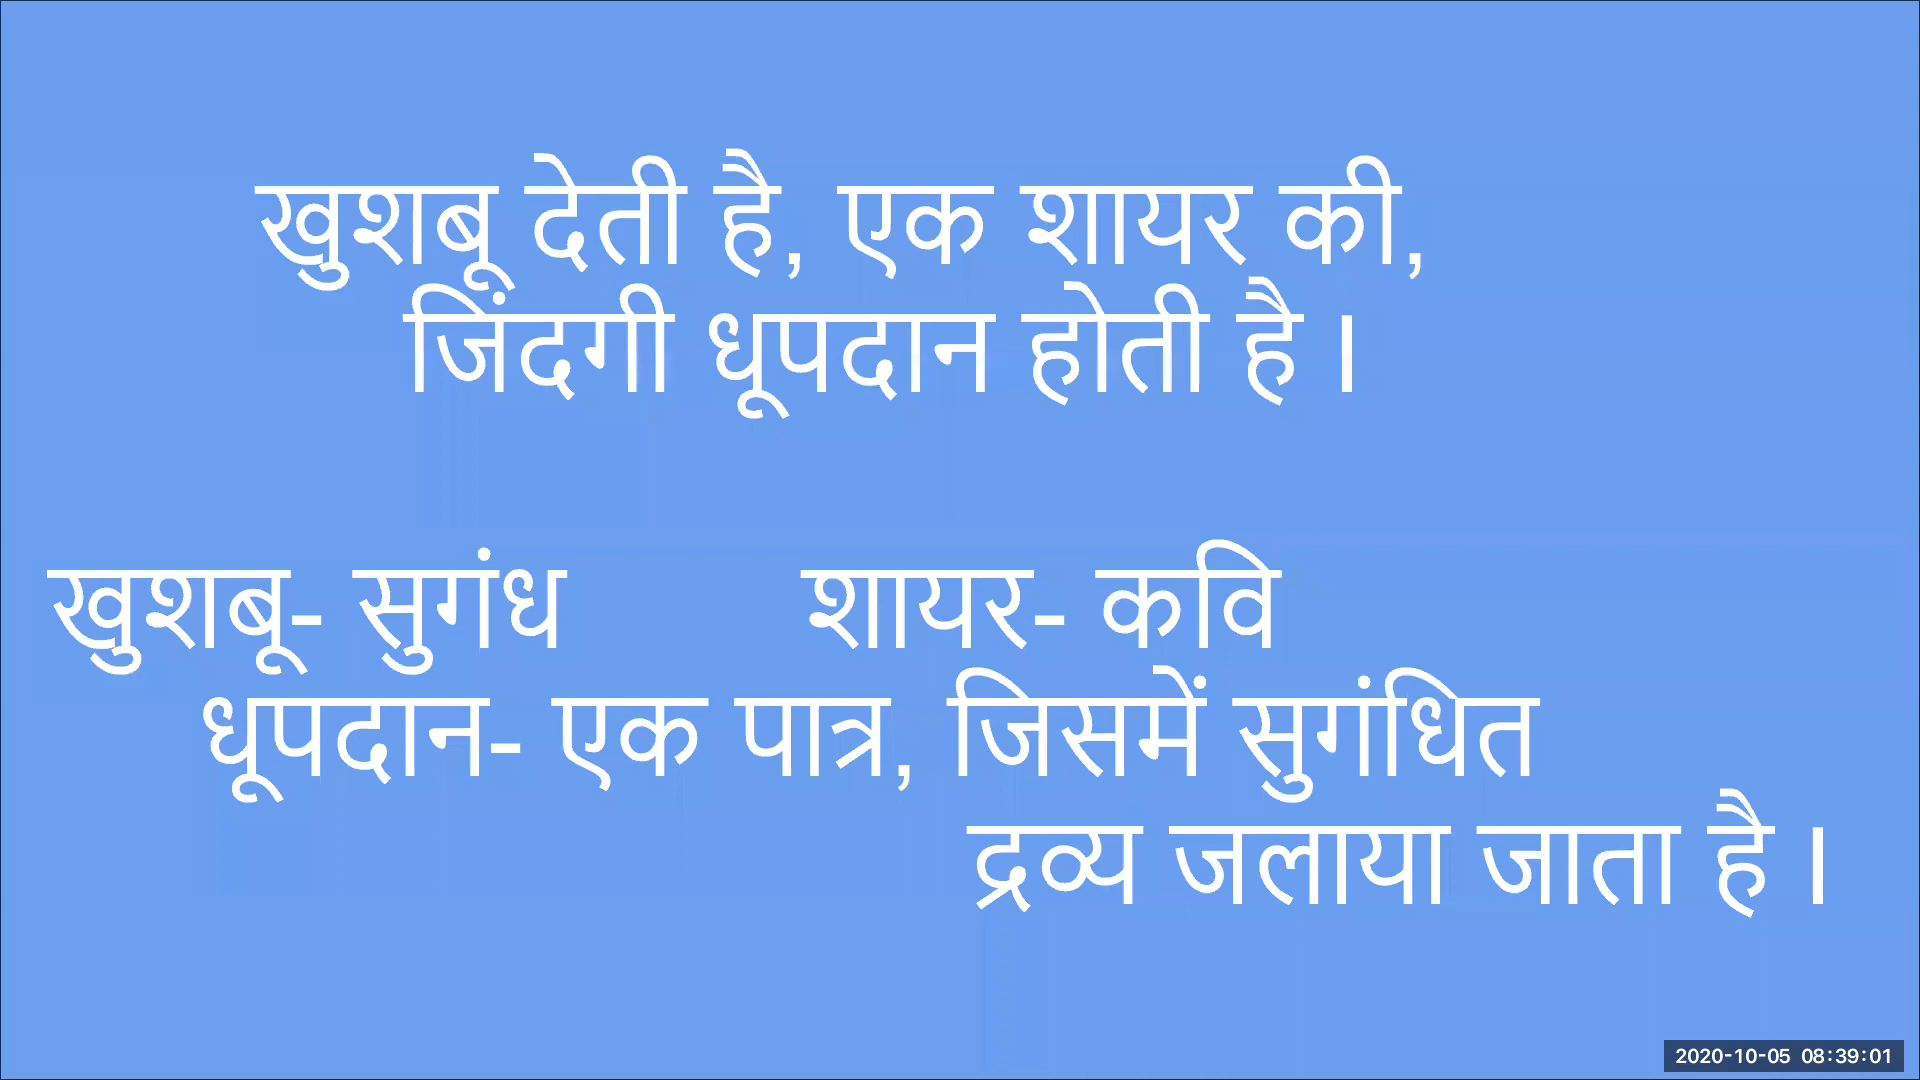 खुशबू देती है, एक शायर की,
जिंदगी धूपदान होती है ।
खुशबू- सुगंध शायर- कवि
धूपदान- एक पात्र, जिसमें सुगंधित
द्रव्य जलाया जाता है ।
2020-10-05 08:39:01